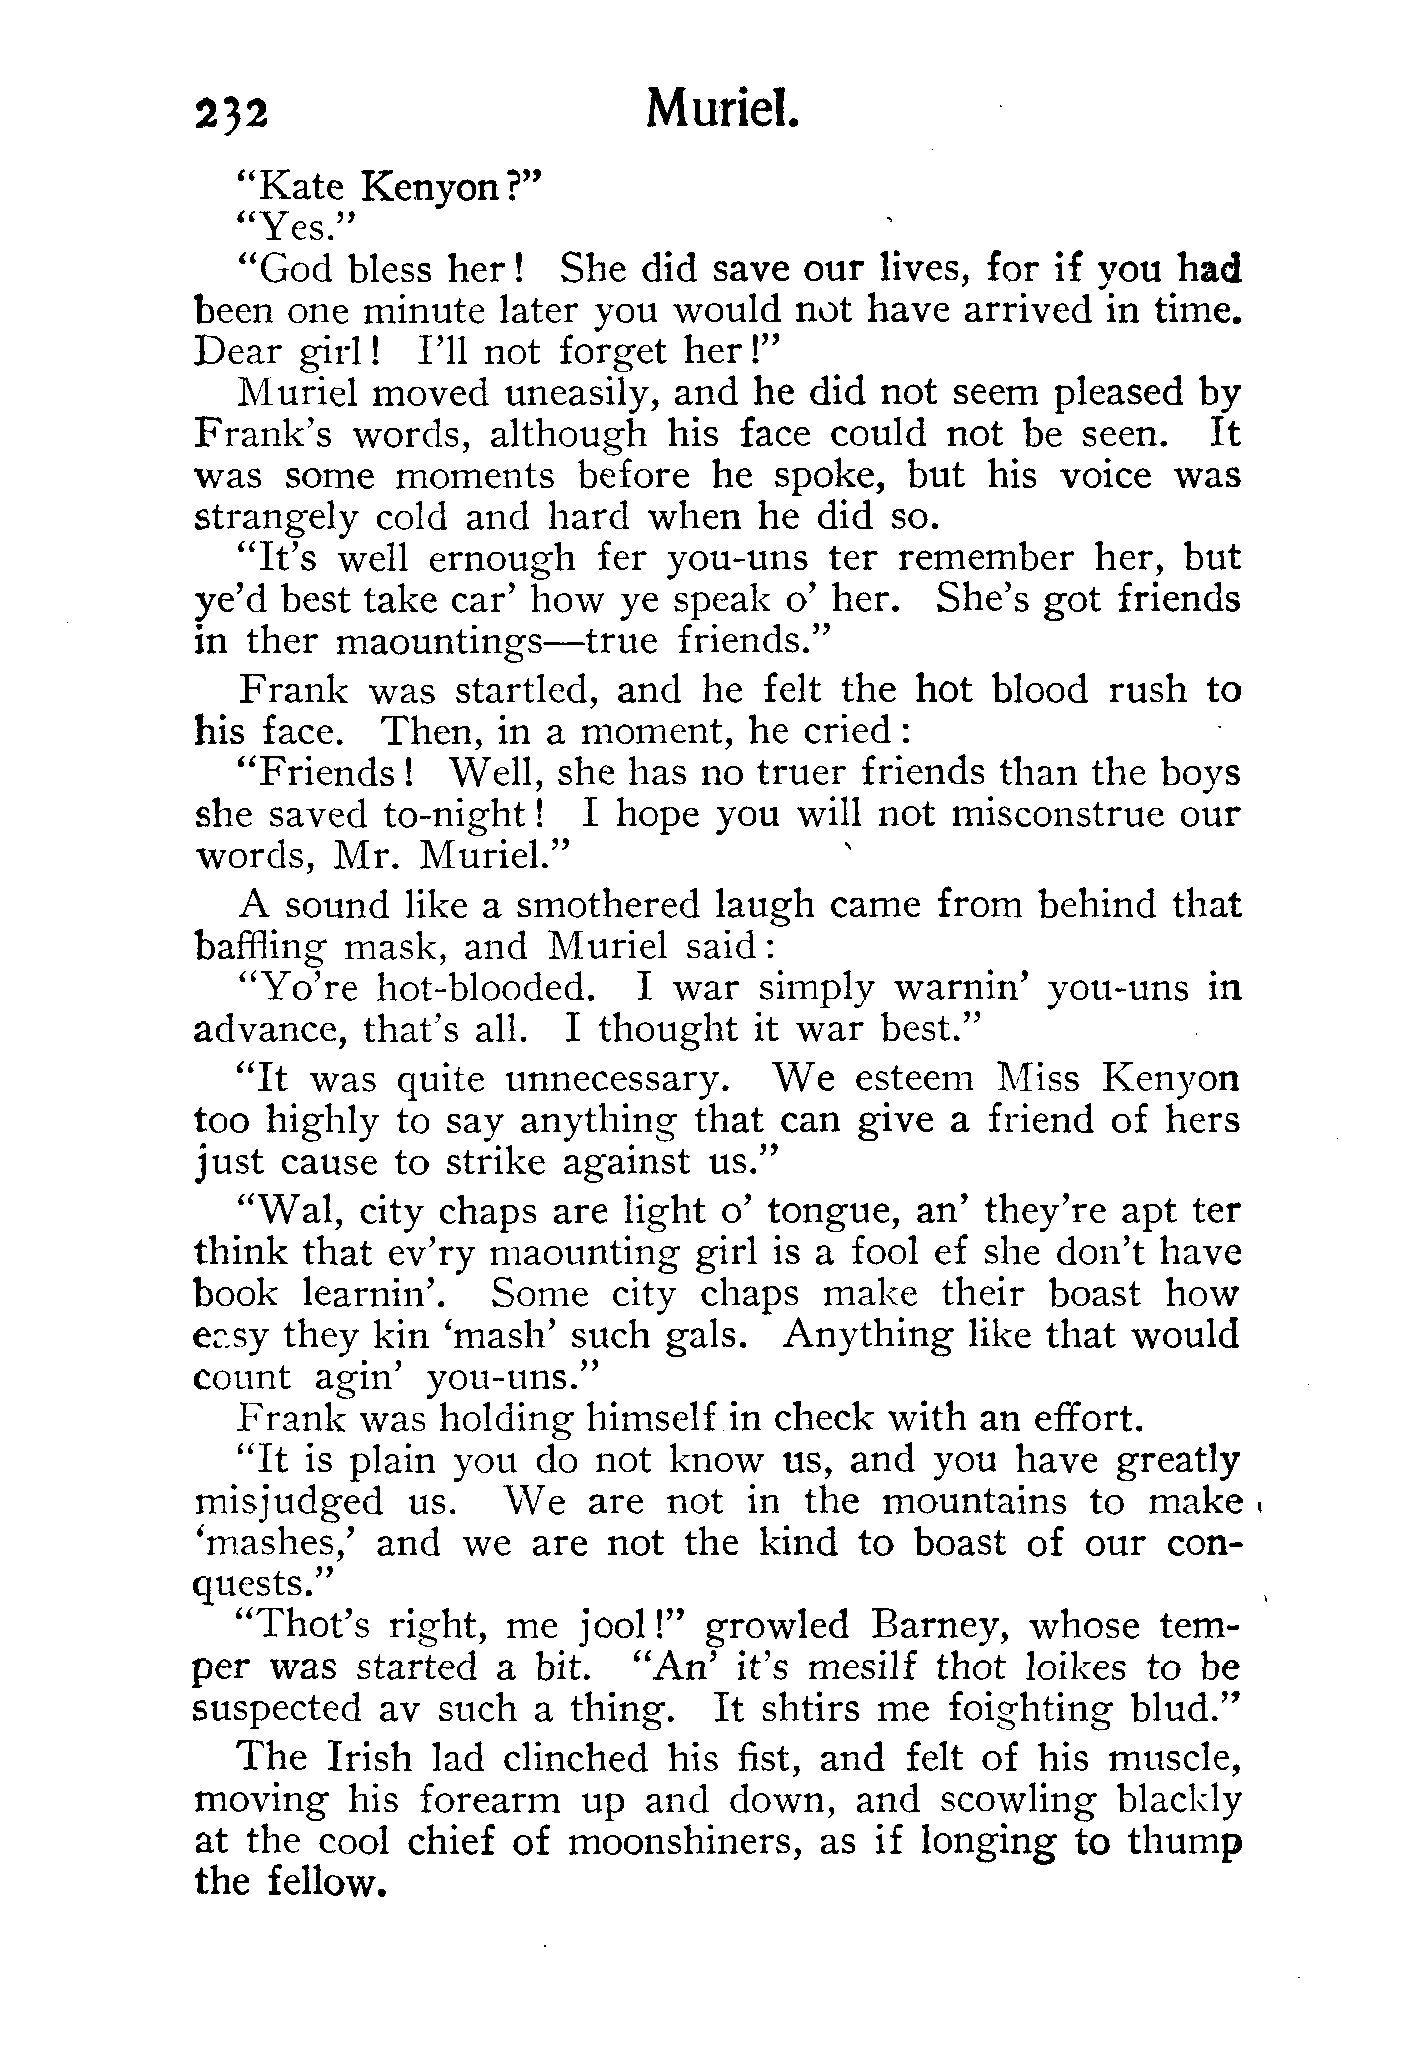 232 Muriel.
“Kate Kenyon?”
“Yes.”
“God bless her! She did save our lives, for if you had
been one minute later you would not have arrived in time.
Dear girl! I’ll not forget her!”
Muriel moved uneasily, and he did not seem pleased by
Frank’s words, although his face could not be seen. It
was some moments before he spoke, but his voice was
strangely cold and hard when he did so.
“It’s well ernough fer you-uns ter remember her, but
ye’d best take car’ how ye speak o’ her. She’s got friends
in ther maountings—true friends.”
Frank was startled, and he felt the hot blood rush to
his face. Then, in a moment, he cried:
“Friends! Well, she has no truer friends than the boys
she saved to-night! I hope you will not misconstrue our
words, Mr. Muriel.”
A sound like a smothered laugh came from behind that
baffling mask, and Muriel said:
“Yo’re hot-blooded. I war simply warnin’ you-uns in
advance, that’s all. I thought it war best.”
“It was quite unnecessary. We esteem Miss Kenyon
too highly to say anything that can give a friend of hers
just cause to strike against us.”
“Wal, city chaps are light o’ tongue, an’ they’re apt ter
think that ev’ry maounting girl is a fool ef she don’t have
book learnin’. Some city chaps make their boast how
easy they kin ‘mash’ such gals. Anything like that would
count agin’ you-uns.”
Frank was holding himself in check with an effort.
“It is plain you do not know us, and you have greatly
misjudged us. We are not in the mountains to make
‘mashes,’ and we are not the kind to boast of our con-
quests.”
“Thot’s right, me jool!” growled Barney, whose tem-
per was started a bit. “An’ it’s mesilf thot loikes to be
suspected av such a thing. It shtirs me foighting blud.”
The Irish lad clinched his fist, and felt of his muscle,
moving his forearm up and down, and scowling blackly
at the cool chief of moonshiners, as if longing to thump
the fellow.